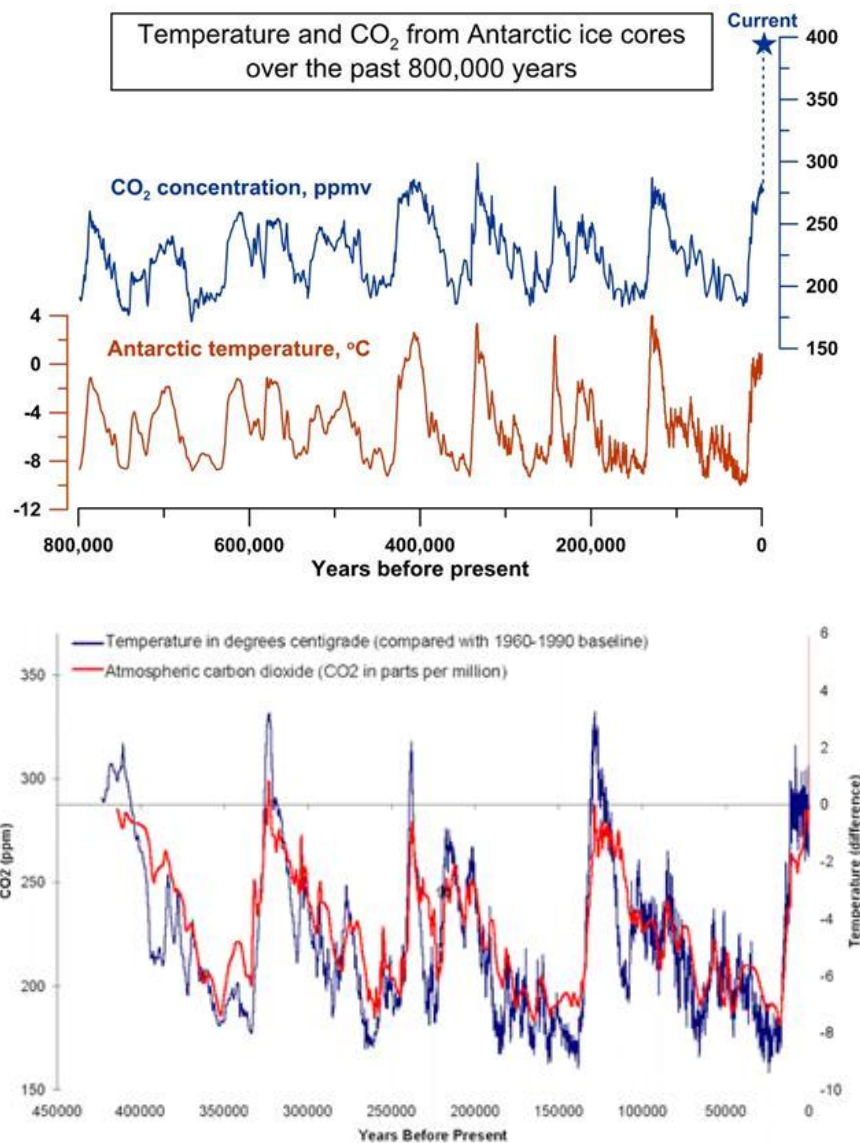 Temperature and CO₂ from Antarctic ice cores
over the past 800,000 years
Current
400
350
300
250
200
150
CO₂ concentration, ppmv
4
0
-4
-8
-12
Antarctic temperature, °C
800,000 600,000 400,000 200,000 0
Years before present
Temperature in degrees centigrade (compared with 1960-1990 baseline)
Atmospheric carbon dioxide (CO2 in parts per million)
350
300
250
200
150
CO2 (ppm)
6
4
2
0
-2
-4
-6
-8
-10
Temperature (difference)
450000 400000 350000 300000 250000 200000 150000 100000 50000 0
Years Before Present